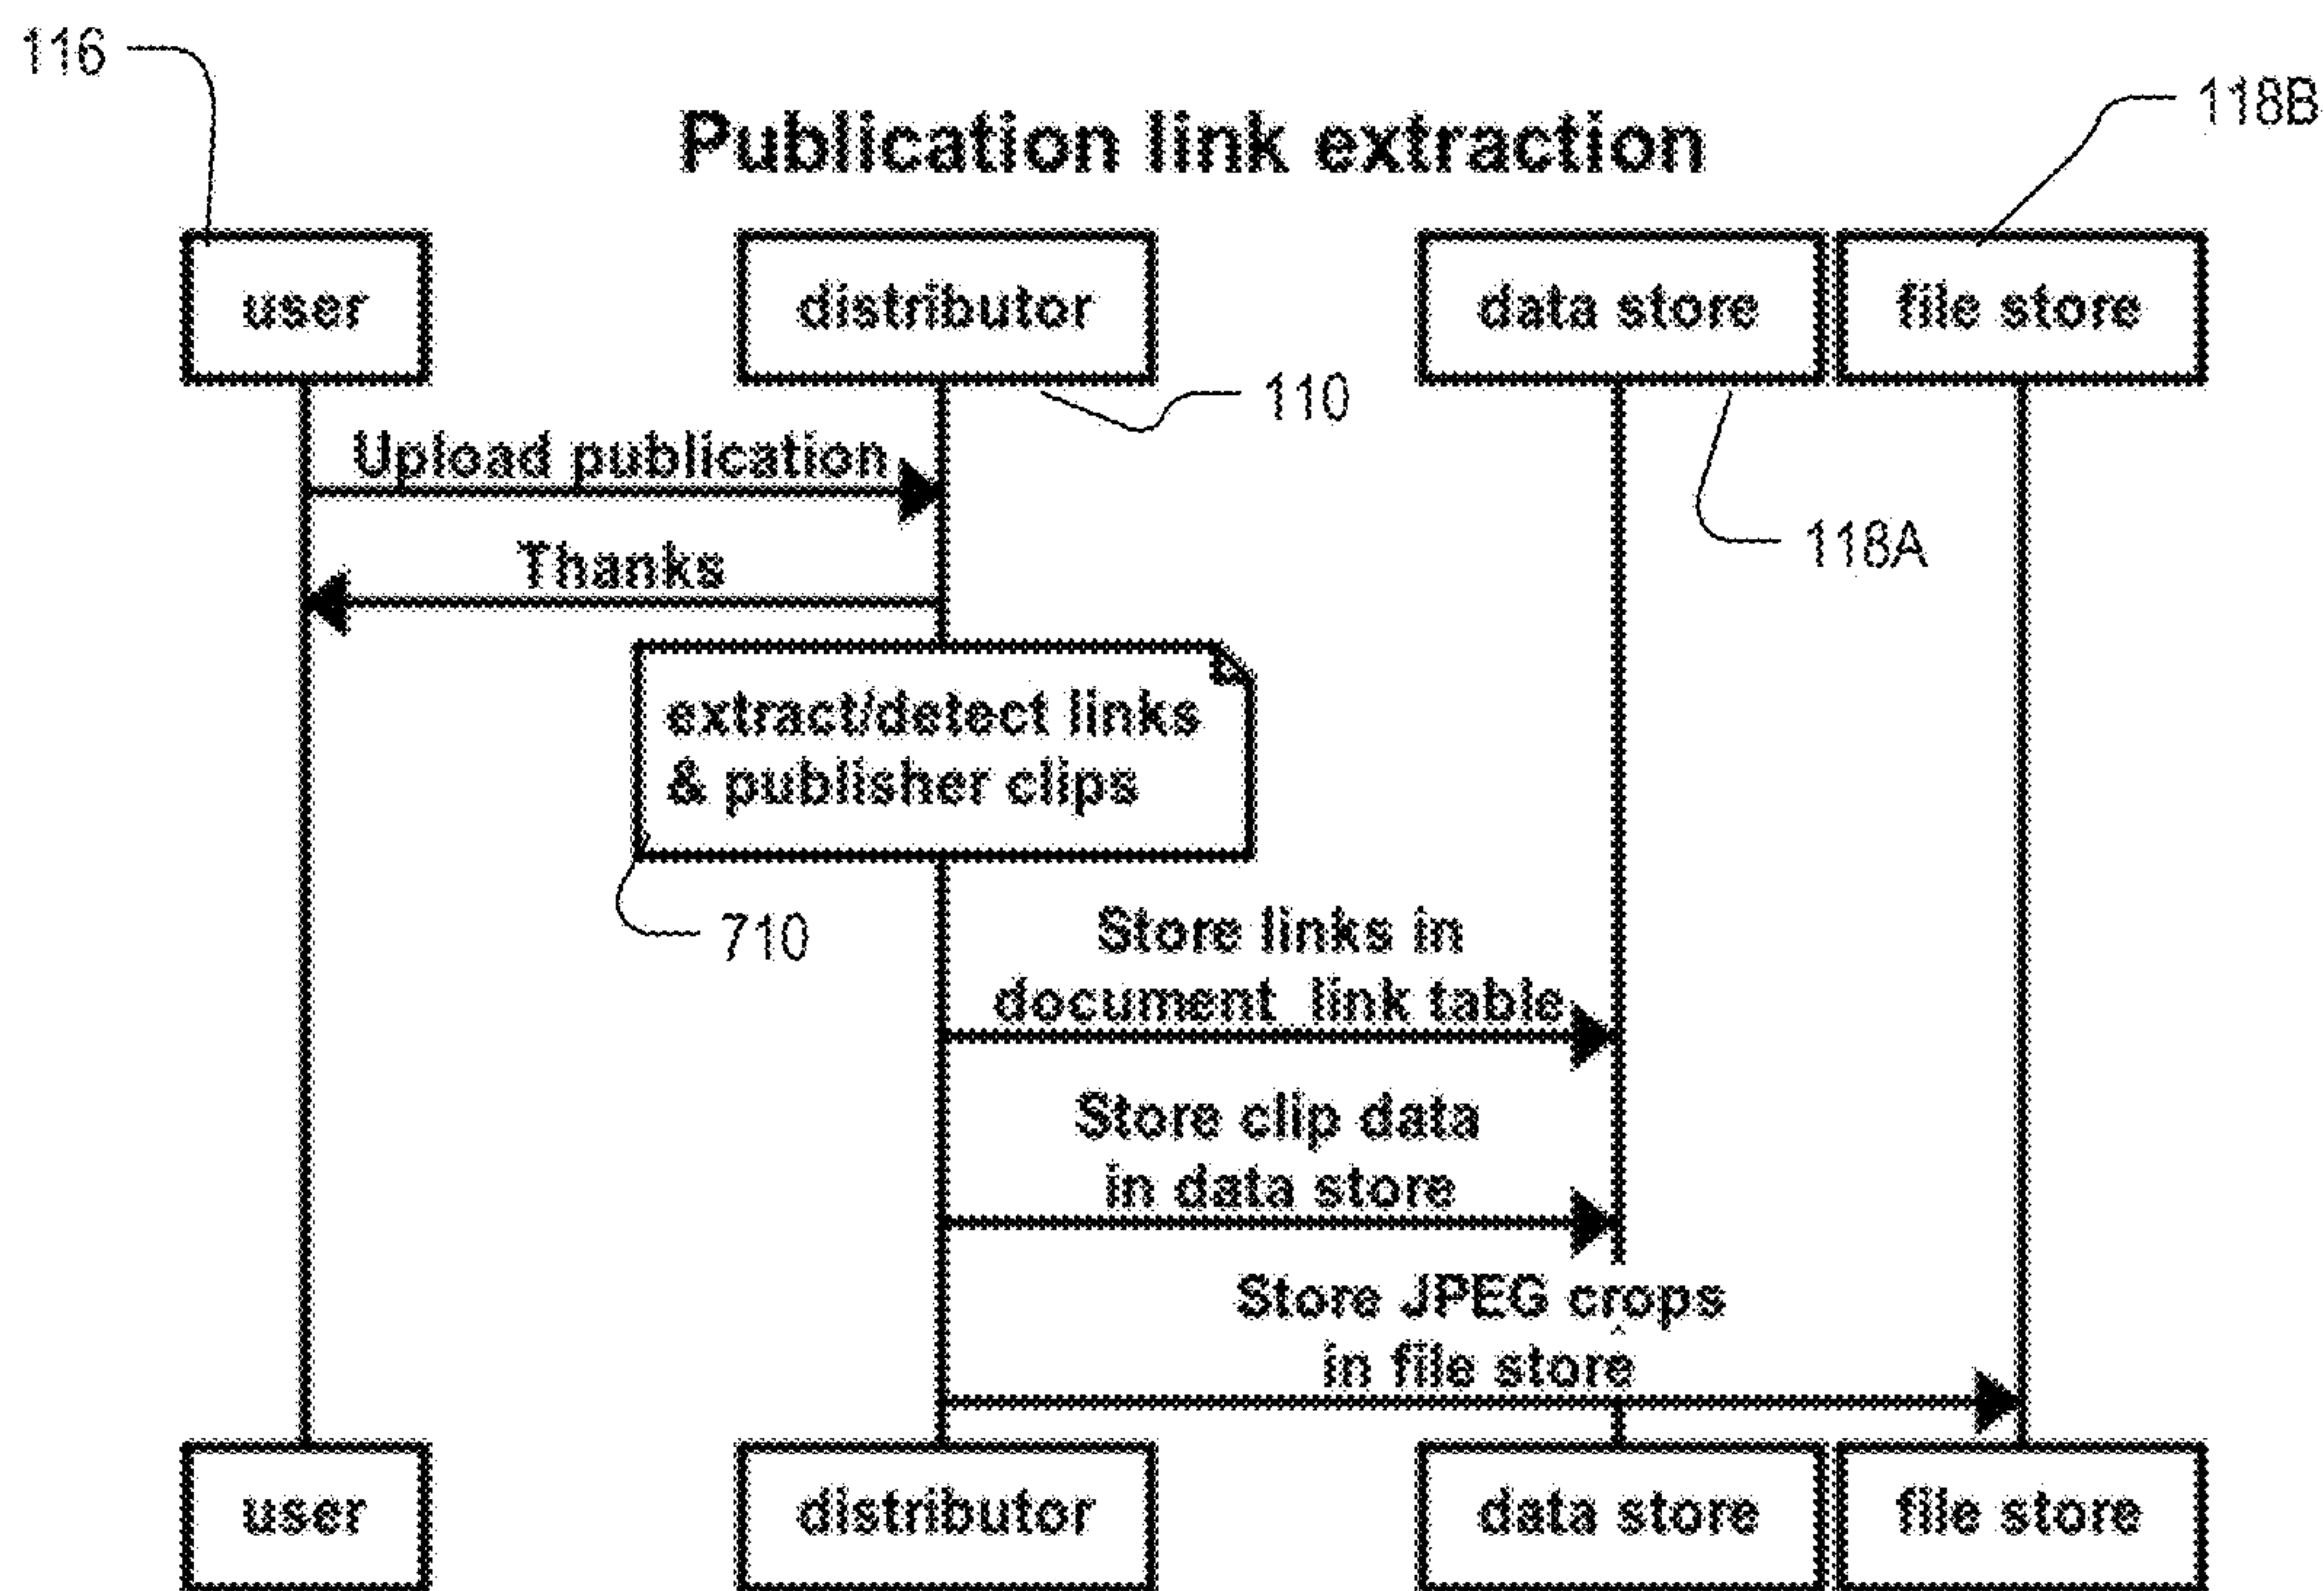 116
118B
Publication link extraction
user
distributor
data store
file store
110
Upload publication
118A
Thanks
extract/detect links
& publisher clips
710
Store links in
document_link table
Store clip data
in data store
Store JPEG crops
in file store
user
distributor
data store
file store